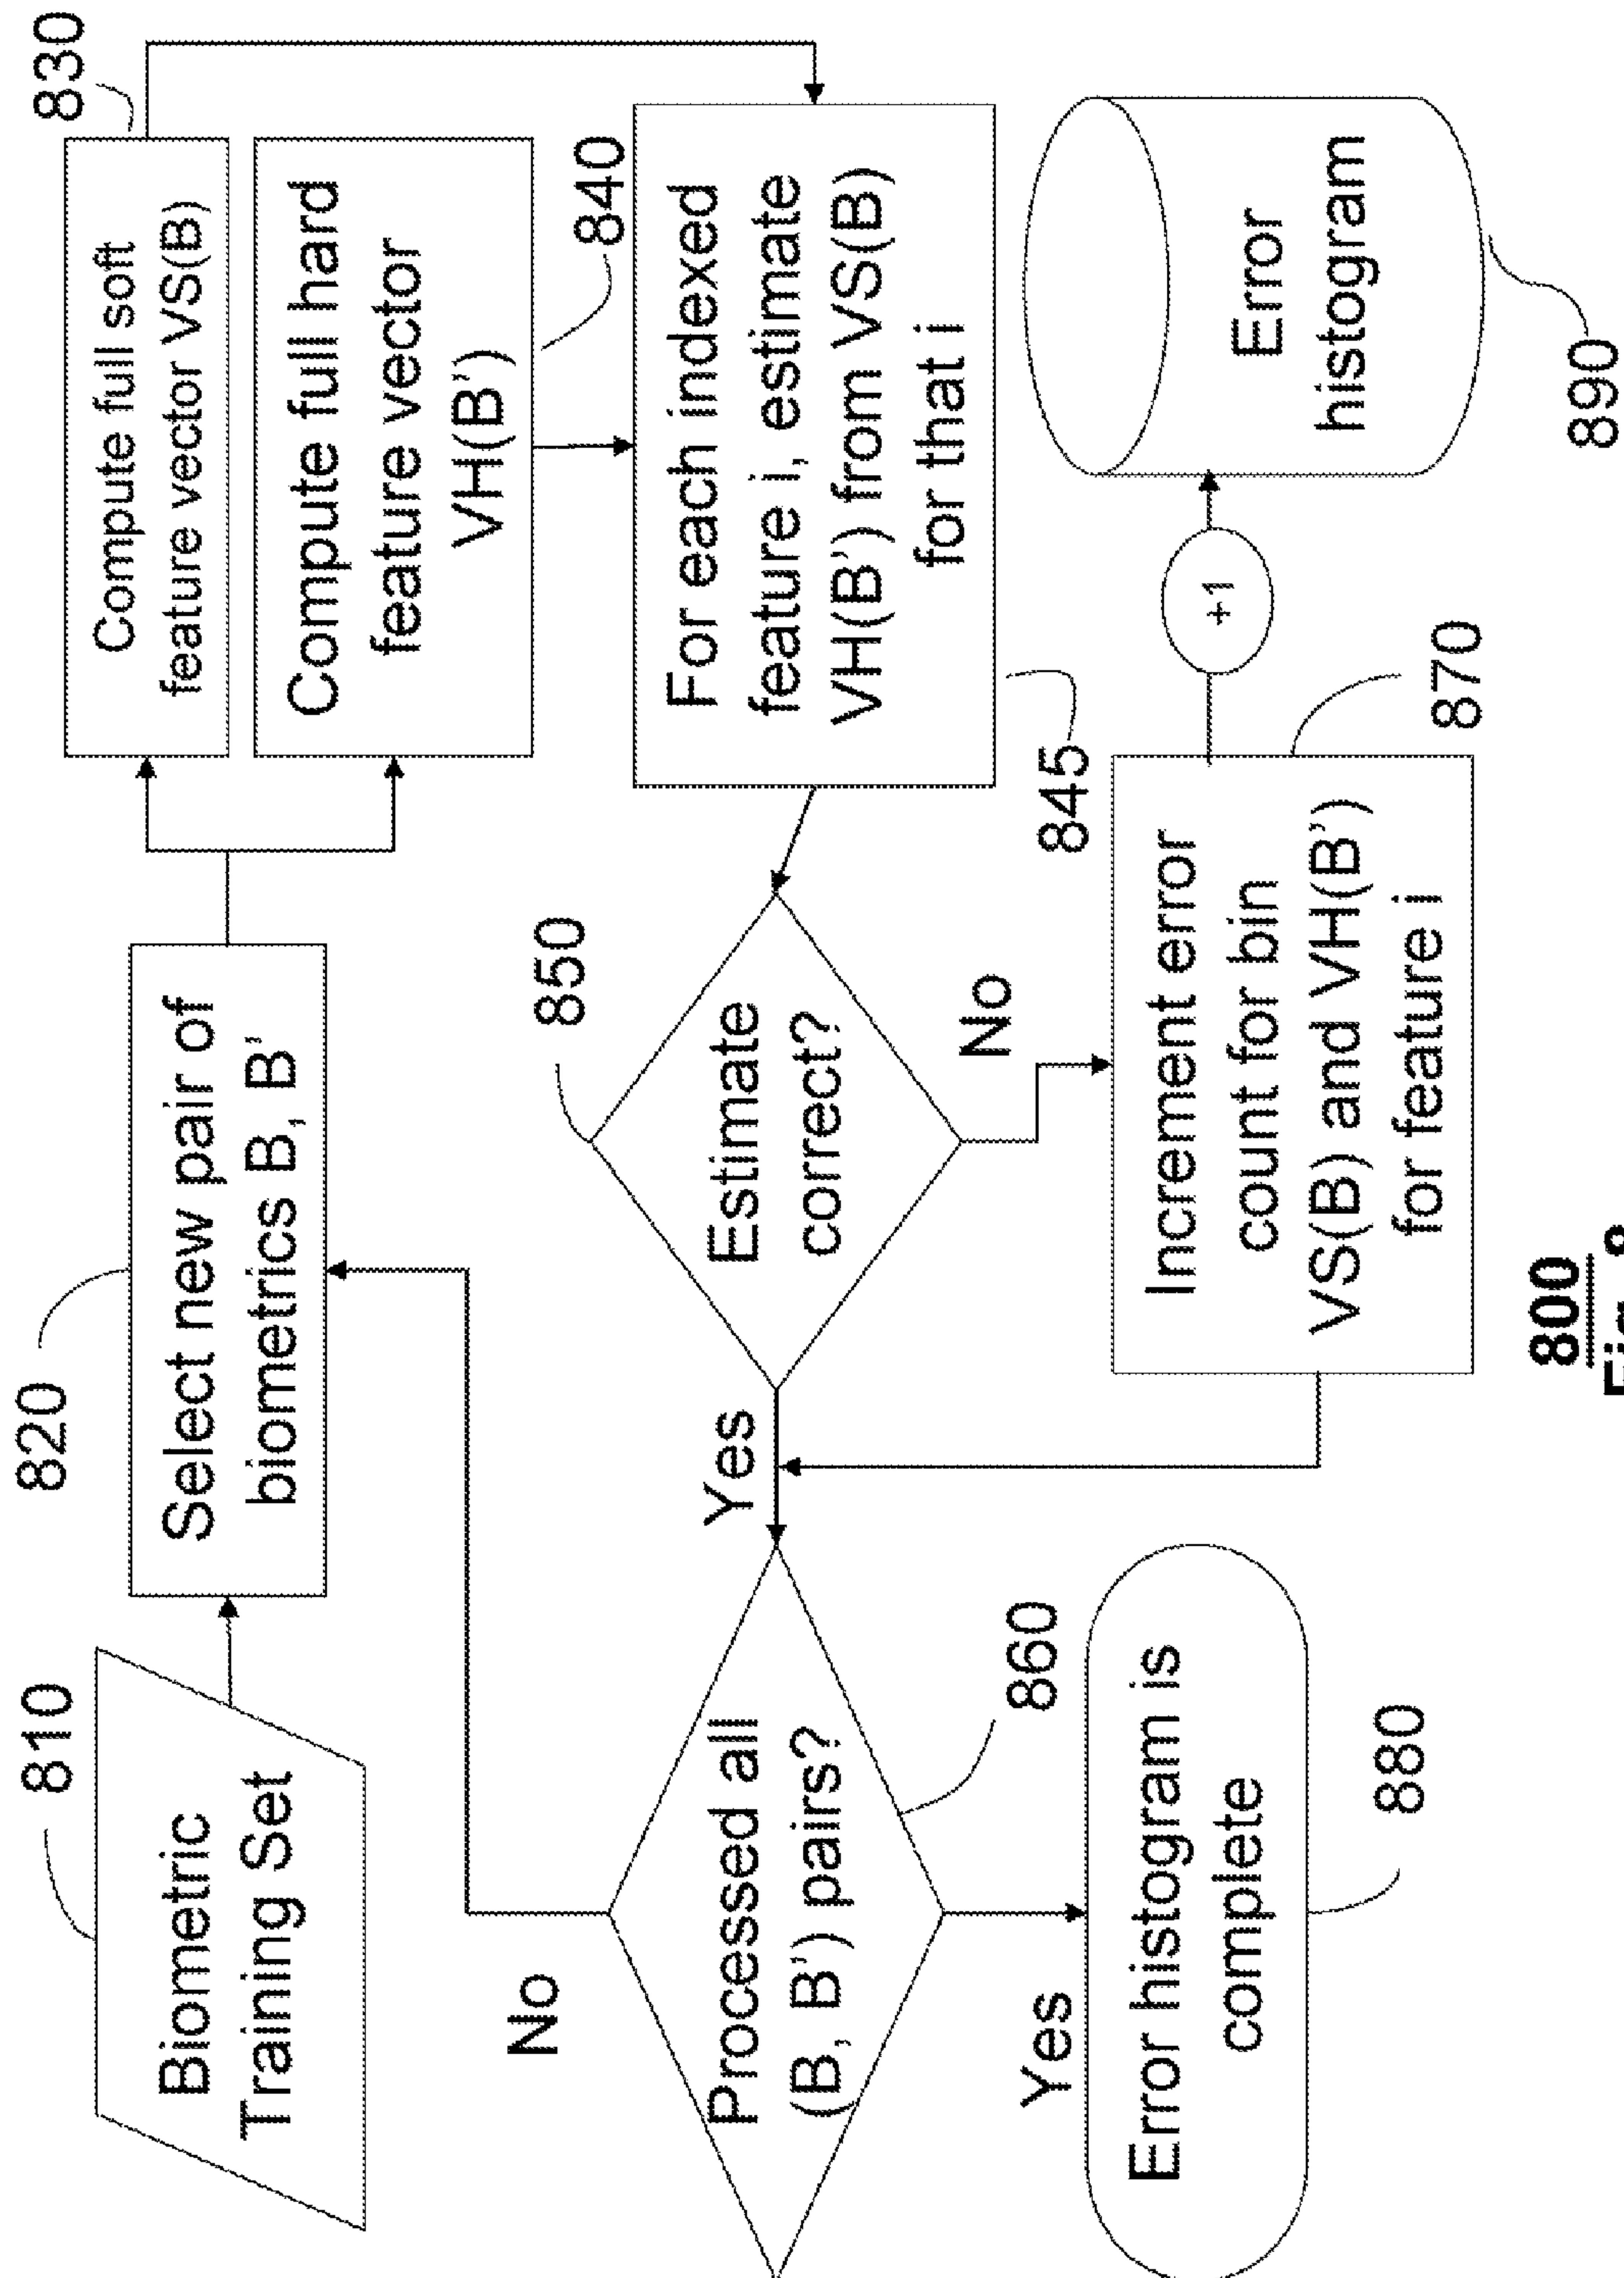 810
Biometric
Training Set
820
Select new pair of
biometrics B, B'
830
Compute full soft
feature vector VS(B)
Compute full hard
feature vector
VH(B')
840
For each indexed
feature i, estimate
VH(B') from VS(B)
for that i
845
850
Estimate
correct?
Yes
No
Increment error
count for bin
VS(B) and VH(B')
for feature i
870
+1
Error
histogram
890
Processed all
(B, B') pairs?
860
No
Yes
Error histogram is
complete
880
800
Fig. 8